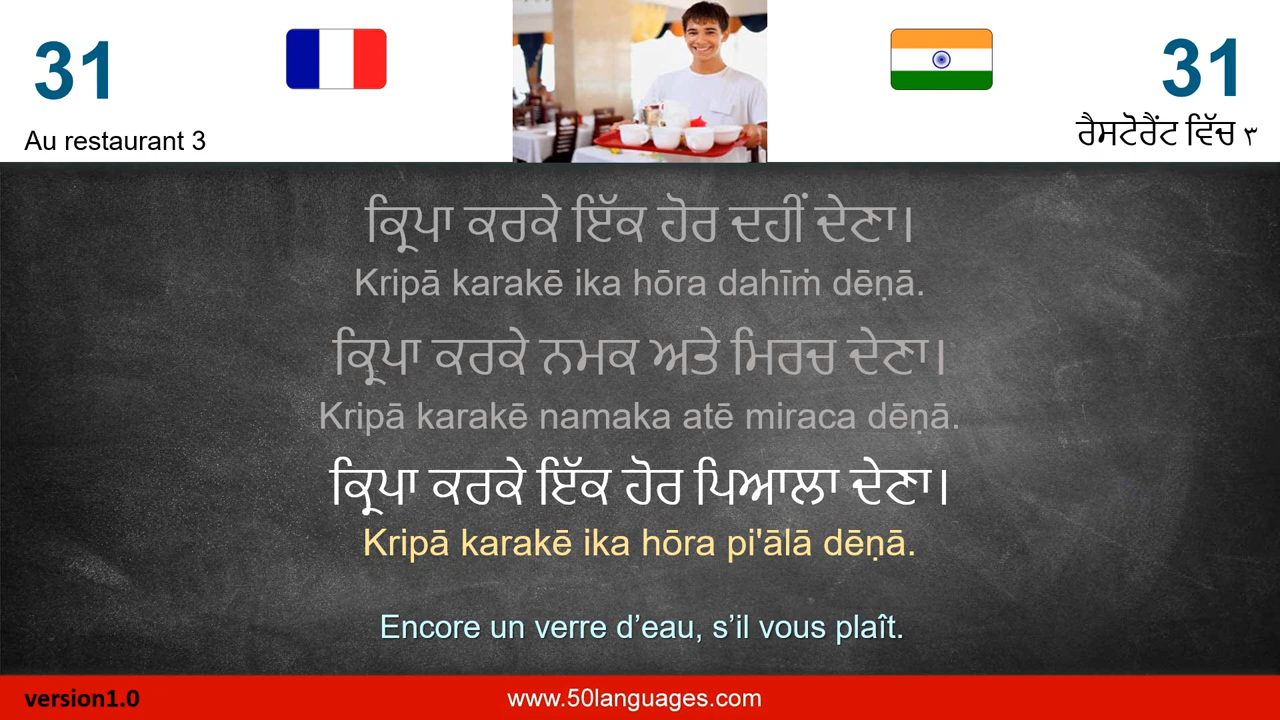 31
31
Au restaurant 3
ਰੈਸਟੋਰੈਂਟ ਵਿੱਚ ੩
ਕ੍ਰਿਪਾ ਕਰਕੇ ਇੱਕ ਹੋਰ ਦਹੀਂ ਦੇਣਾ।
Kripā karakē ika hōra dahīṁ dēṇā.
ਕ੍ਰਿਪਾ ਕਰਕੇ ਨਮਕ ਅਤੇ ਮਿਰਚ ਦੇਣਾ।
Kripā karakē namaka atē miraca dēṇā.
ਕ੍ਰਿਪਾ ਕਰਕੇ ਇੱਕ ਹੋਰ ਪਿਆਲਾ ਦੇਣਾ।
Kripā karakē ika hōra pi'ālā dēṇā.
Encore un verre d’eau, s’il vous plaît.
version1.0
www.50languages.com